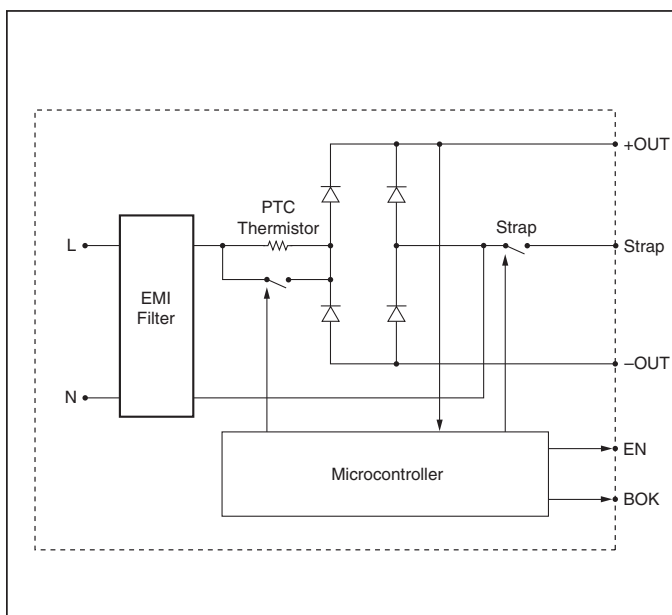 +OUT
PTC
Thermistor
Strap
L
Strap
EMI
Filter
–OUT
N
EN
Microcontroller
BOK